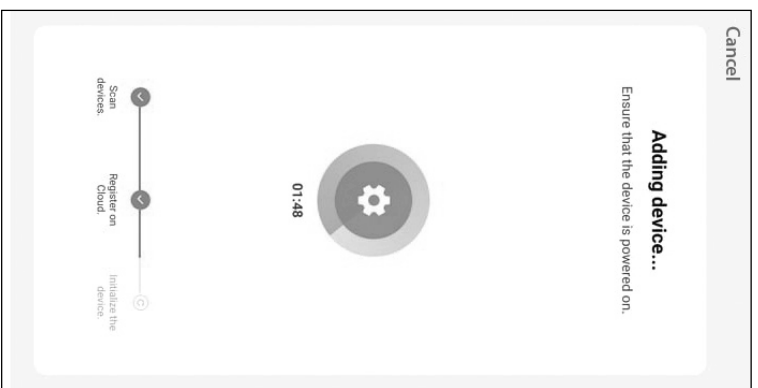 Cancel
Adding device...
Ensure that the device is powered on.
01:48
Scan
devices.
Register on
Cloud.
Initialize the
device.